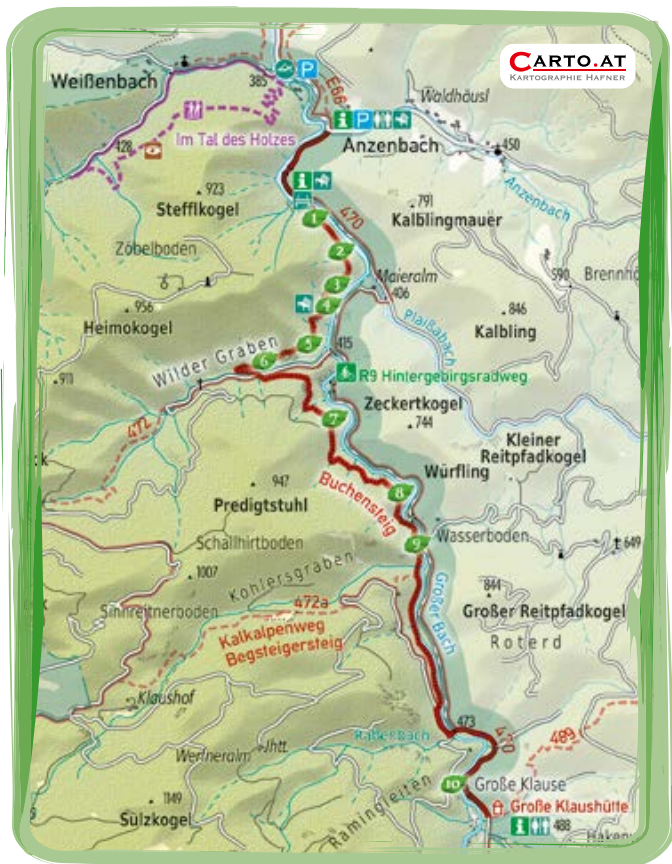 CARTO.AT
KARTOGRAPHIE HAFNER
Weißenbach
385
P
E66
Waldhäusl
i P
Im Tal des Holzes
428
Anzenbach
450
Anzenbach
923
Stefflkogel
i
1
470
791
Kalblingmauer
Zöbelboden
2
3
Maieralm
406
590
956
Heimokogel
4
Plaißabach
846
Kalbling
5
415
Wilder Graben
6
R9 Hintergebirgsradweg
911
472
7
Zeckertkogel
744
Kleiner
Reitpfadkogel
947
Predigtstuhl
Buchensteig
8
Würfling
9
Wasserboden
649
Schallhirtboden
1007
Kohlersgraben
Großer Bach
844
Großer Reitpfadkogel
472a
Kalkalpenweg
Begsteigersteig
Roterd
Klaushof
473
470
489
Jhtt.
1149
Sulzkogel
Ramingleiten
10
Große Klause
Große Klaushütte
i
488